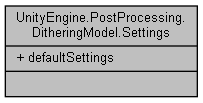 UnityEngine.PostProcessing.
DitheringModel.Settings
+ defaultSettings